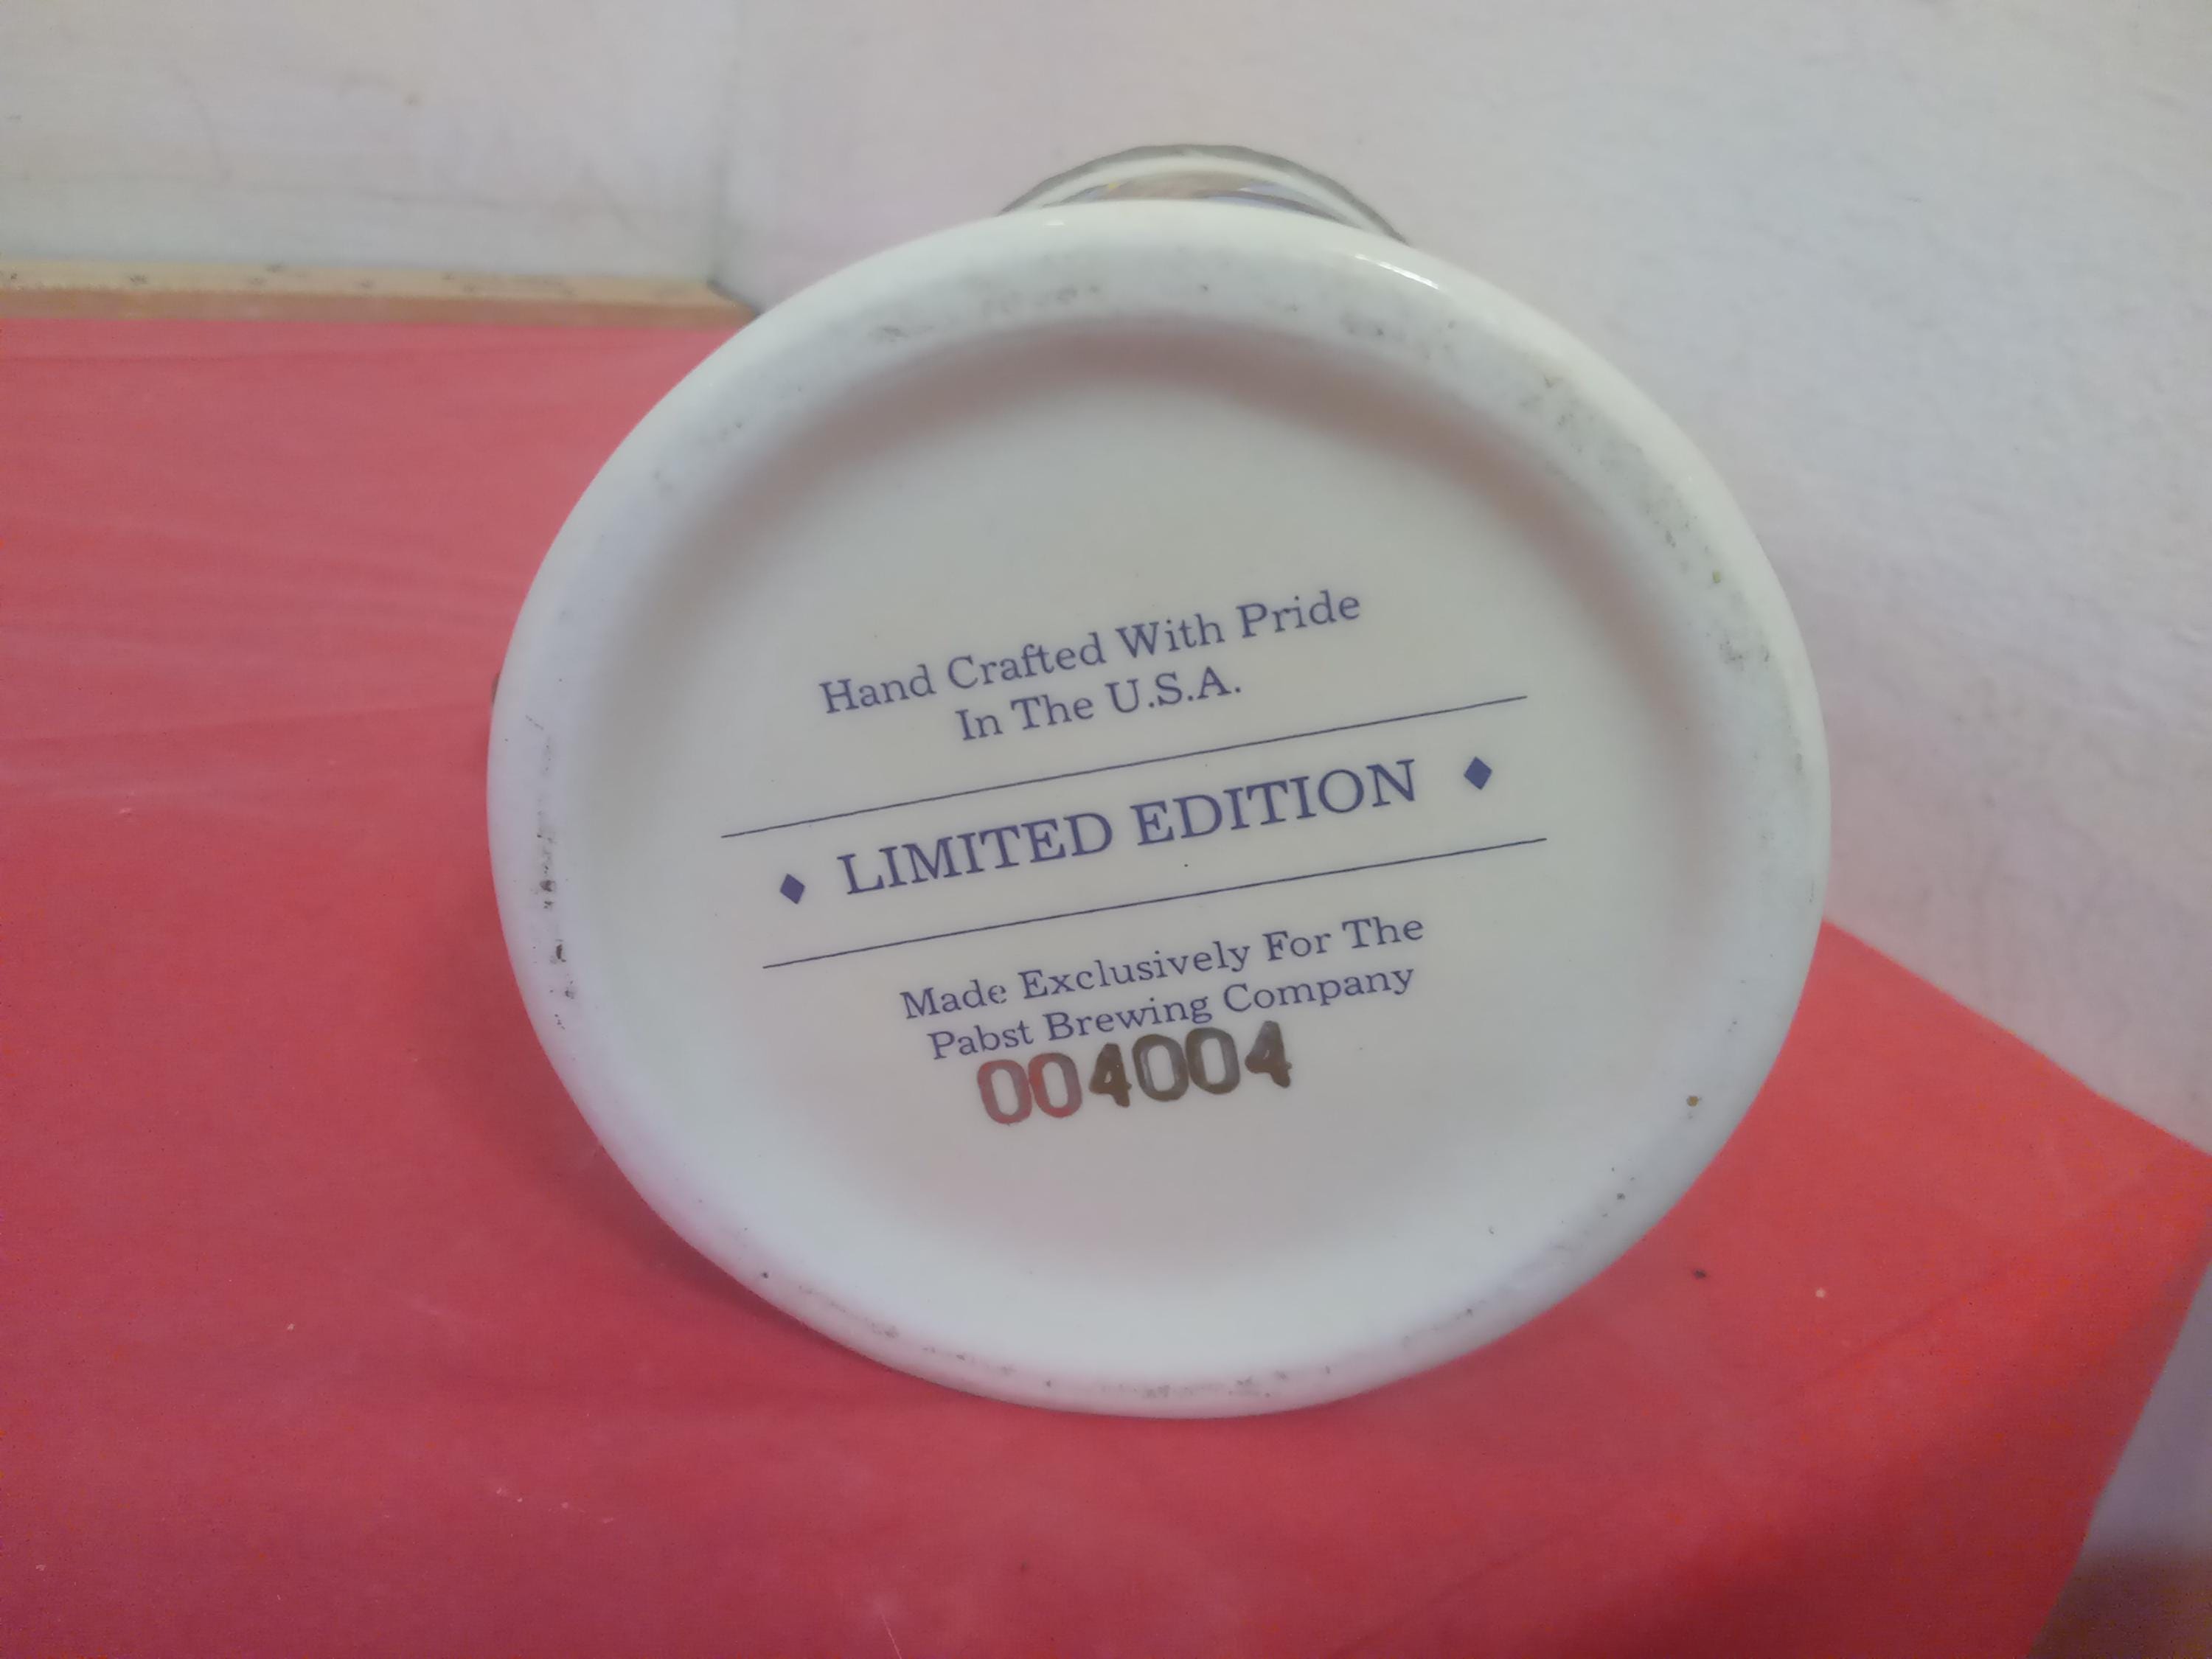 Hand Crafted With Pride
In The U.S.A.
♦ LIMITED EDITION ♦
Made Exclusively For The
Pabst Brewing Company
004004